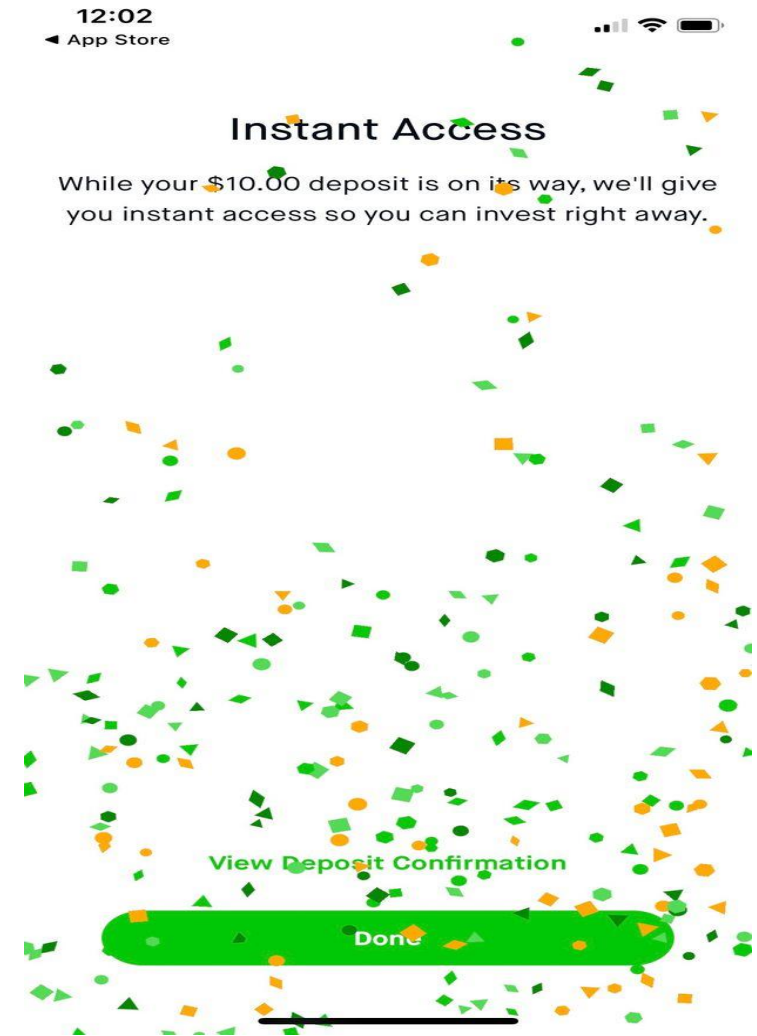 12:02
◀ App Store
Instant Access
While your $10.00 deposit is on its way, we'll give
you instant access so you can invest right away.
View Deposit Confirmation
Done